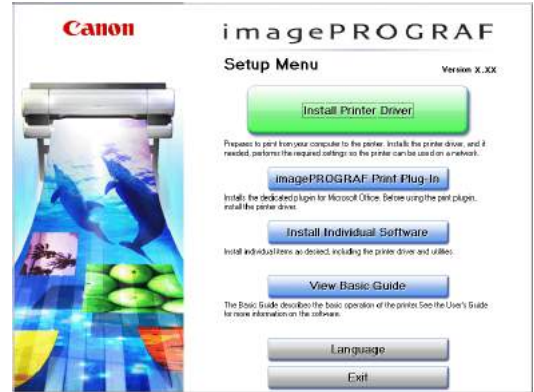 Canon
imagePROGRAF
Setup Menu
Version X.XX
Install Printer Driver
Prepares to print from your computer to the printer. Installs the printer driver, and if
needed, performs the required settings so the printer can be used on a network.
imagePROGRAF Print Plug-In
Installs the dedicated plugin for Microsoft Office. Before using the print plugin,
install the printer driver.
Install Individual Software
Install individual items as desired, including the printer driver and utilities.
View Basic Guide
The Basic Guide describes the basic operation of the printer. See the User's Guide
for more information on the software.
Language
Exit